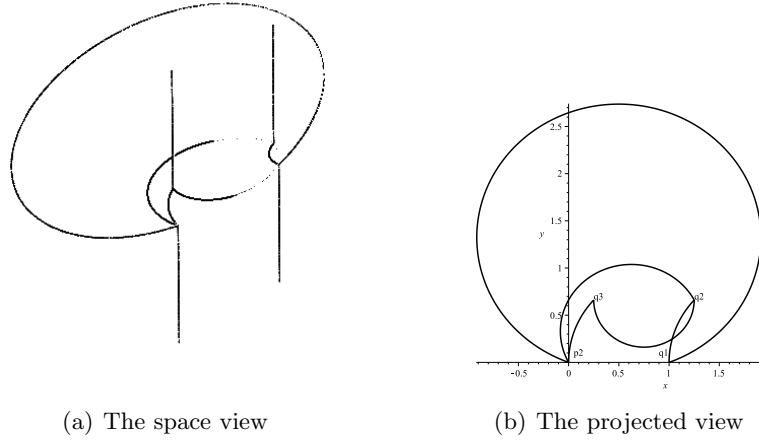 2.5
2
y
1.5
1
q3
q2
0.5
p2
q1
-0.5
0
0.5
1
1.5
x
(a) The space view
(b) The projected view